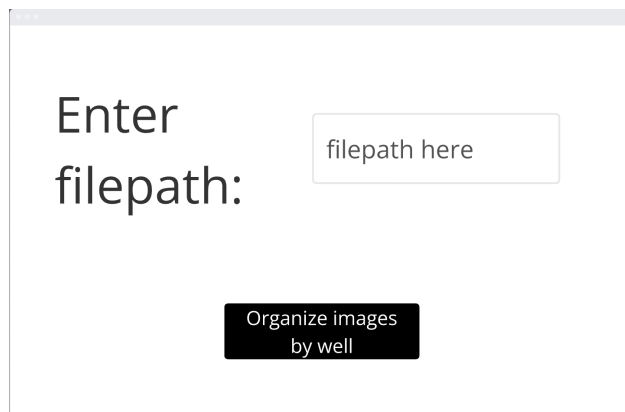 Enter
filepath:
filepath here
Organize images
by well